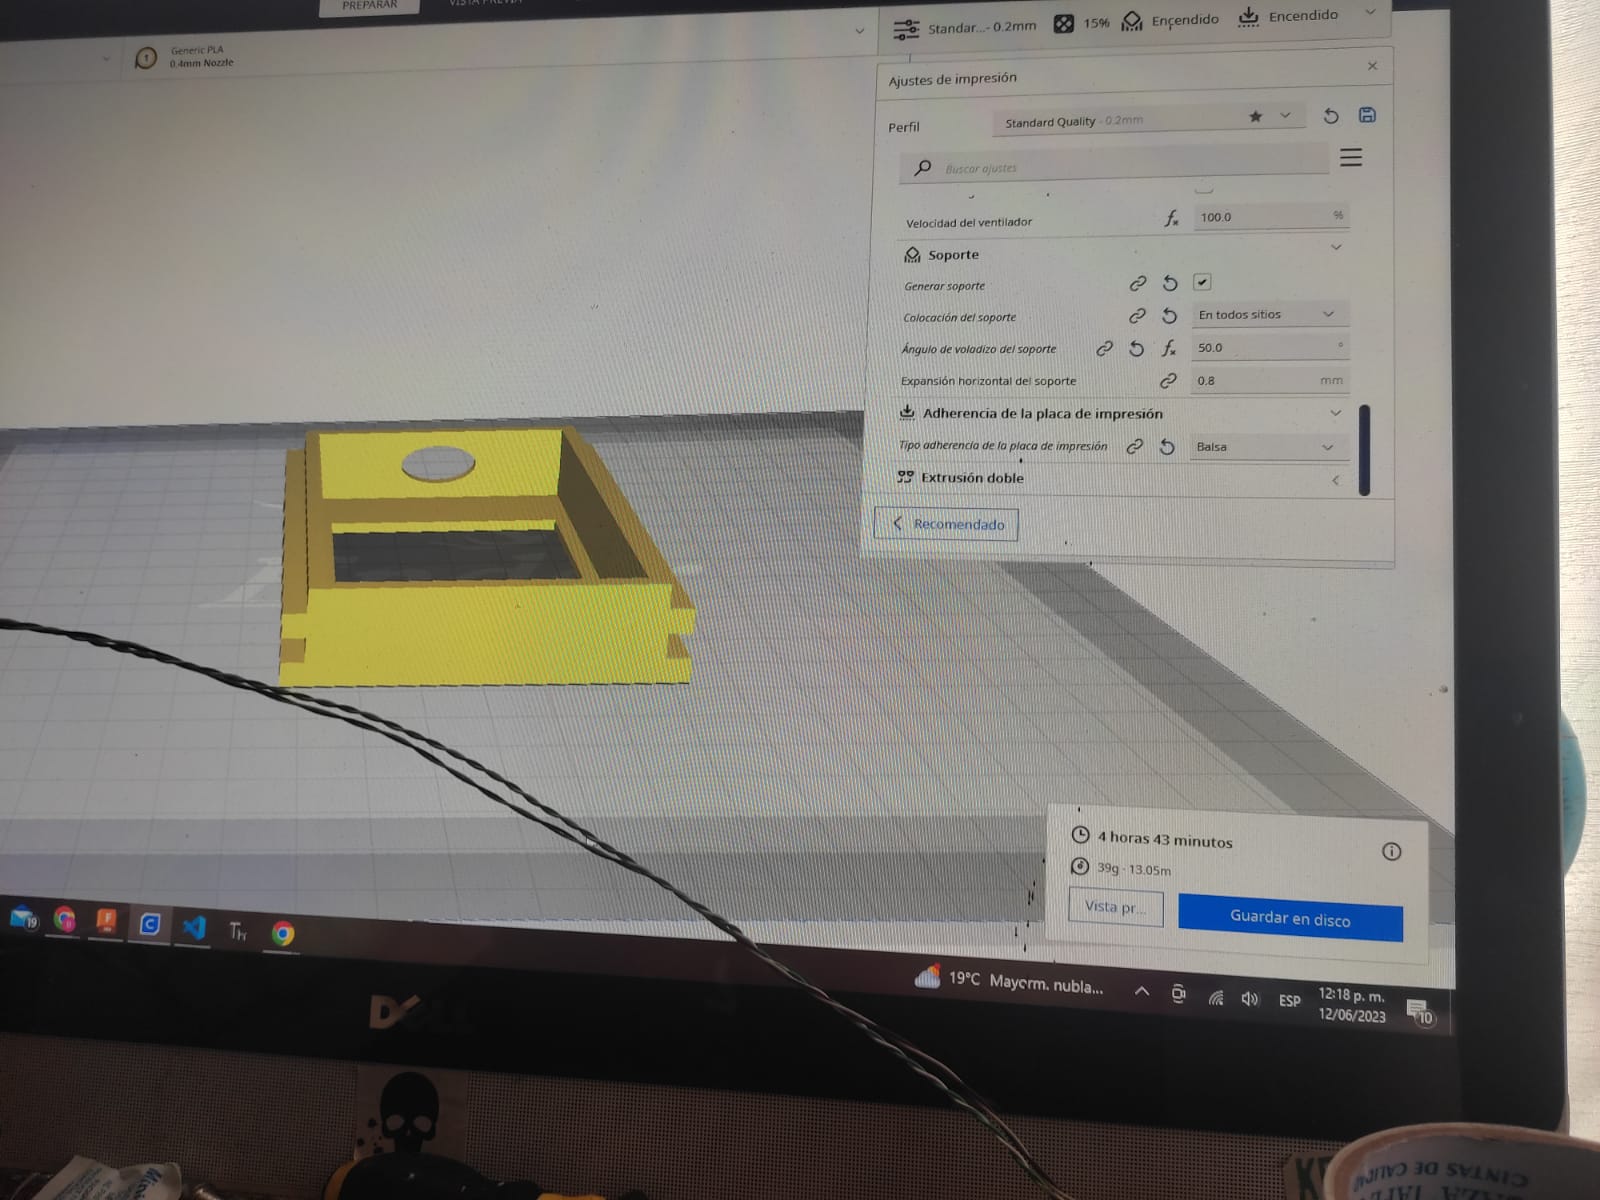 PREPARAR
VISTA PREVIA
Generic PLA
0.4mm Nozzle
Standar...- 0.2mm
15%
Encendido
Encendido
Ajustes de impresión
Perfil
Standard Quality - 0.2mm
Buscar ajustes
Velocidad del ventilador
100.0
%
Soporte
Generar soporte
Colocación del soporte
En todos sitios
Ángulo de voladizo del soporte
50.0
°
Expansión horizontal del soporte
0.8
mm
Adherencia de la placa de impresión
Tipo adherencia de la placa de impresión
Balsa
Extrusión doble
Recomendado
4 horas 43 minutos
39g · 13.05m
Vista pr...
Guardar en disco
19
19°C Mayorm. nubla...
ESP
12:18 p. m.
12/06/2023
10
DELL
CINTAS DE CALIDAD